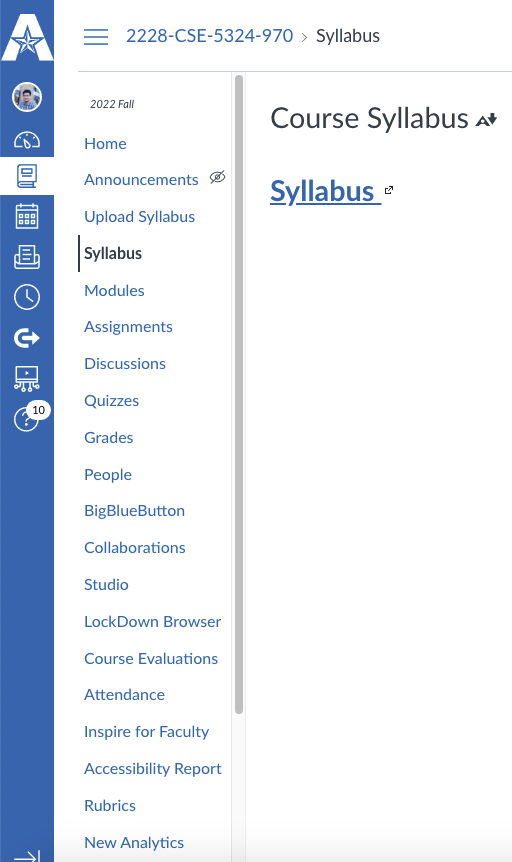 2228-CSE-5324-970 › Syllabus
2022 Fall
Home
Announcements
Upload Syllabus
Syllabus
Modules
Assignments
Discussions
Quizzes
Grades
People
BigBlueButton
Collaborations
Studio
LockDown Browser
Course Evaluations
Attendance
Inspire for Faculty
Accessibility Report
Rubrics
New Analytics
10
Course Syllabus
Syllabus